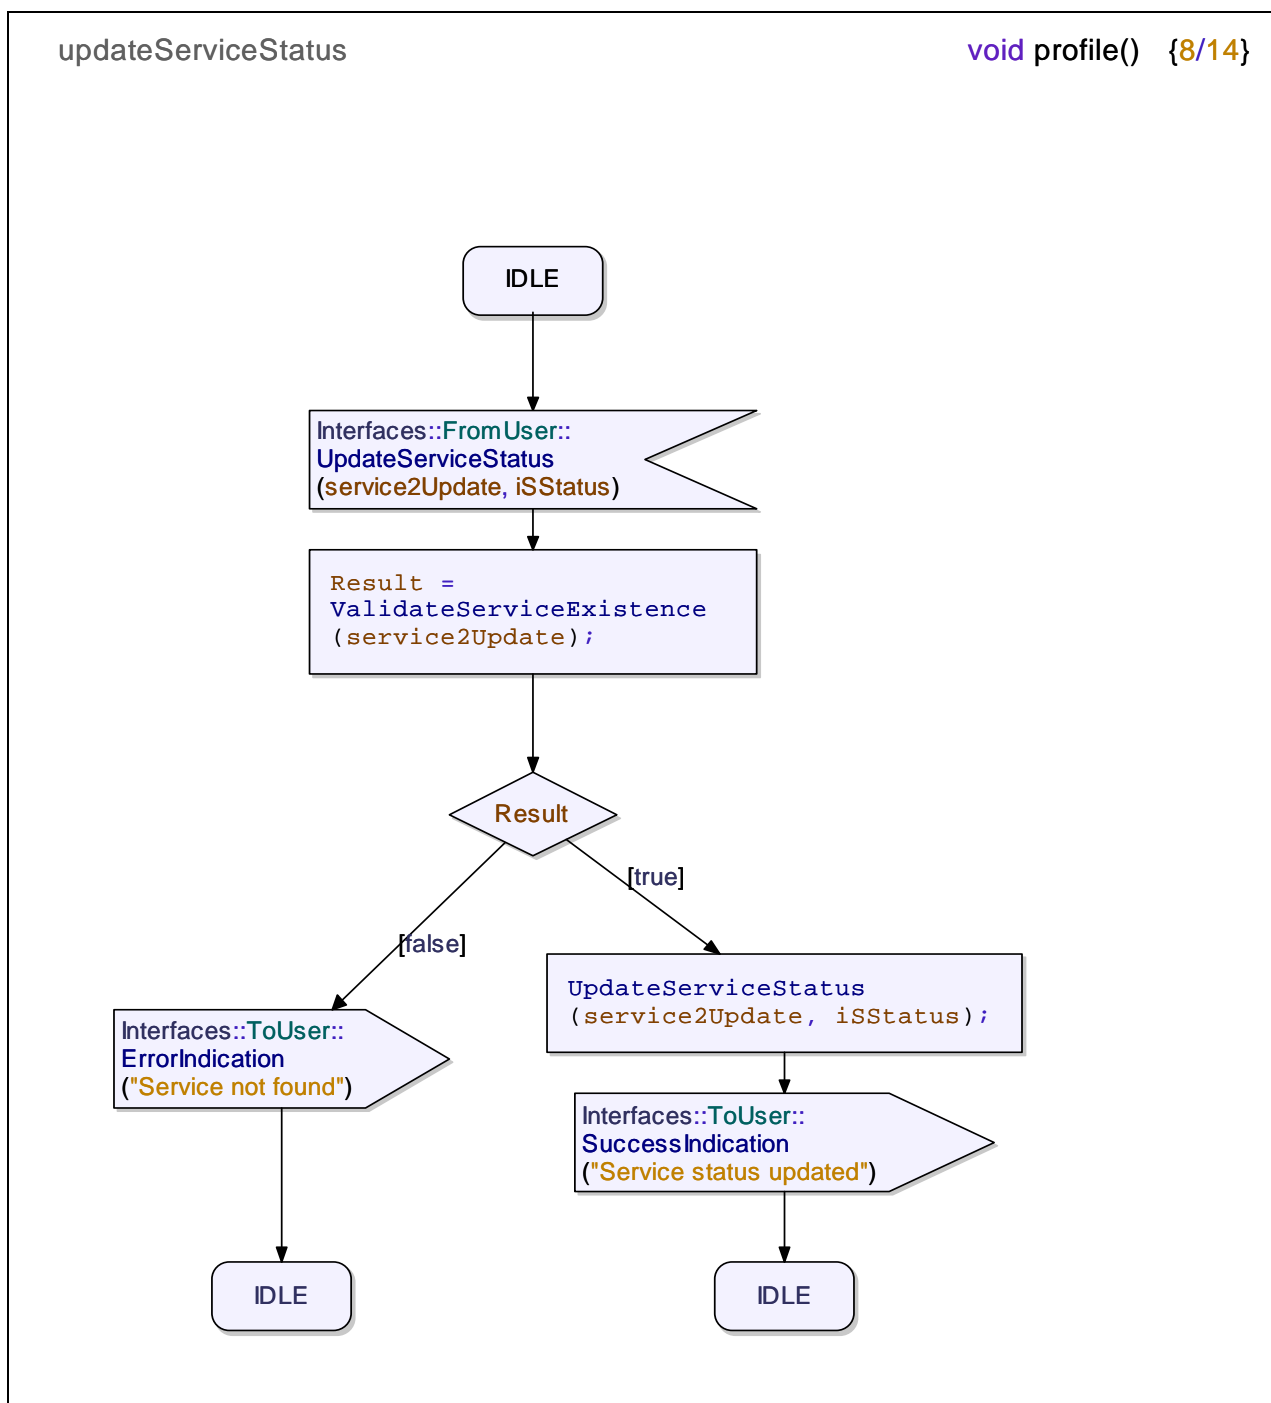 updateServiceStatus
void profile() {8/14}
IDLE
Interfaces::FromUser::
UpdateServiceStatus
(service2Update, iSStatus)
Result =
ValidateServiceExistence
(service2Update);
Result
[true]
[false]
UpdateServiceStatus
(service2Update, iSStatus);
Interfaces::ToUser::
ErrorIndication
("Service not found")
Interfaces::ToUser::
SuccessIndication
("Service status updated")
IDLE
IDLE